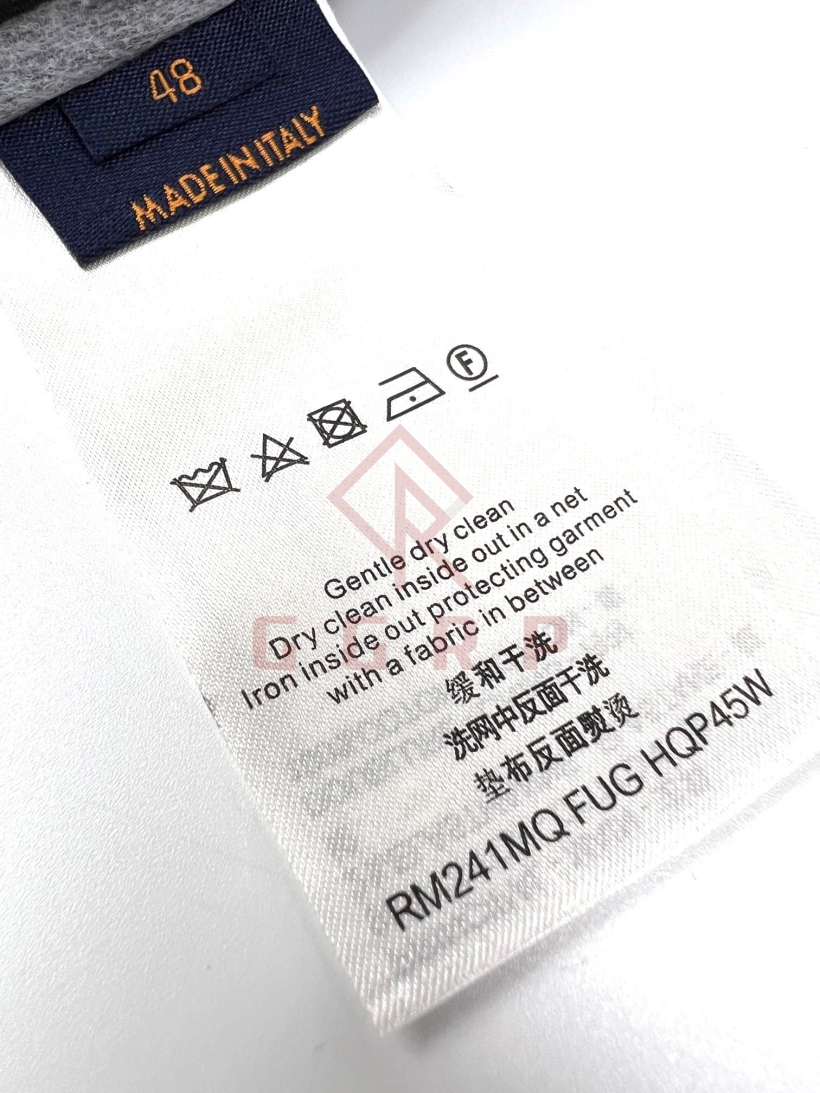 48
MADE IN ITALY
F
Gentle dry clean
Dry clean inside out in a net
Iron inside out protecting garment
with a fabric in between
缓和干洗
洗网中反面干洗
垫布反面熨烫
RM241MQ FUG HQP45W
GGRP